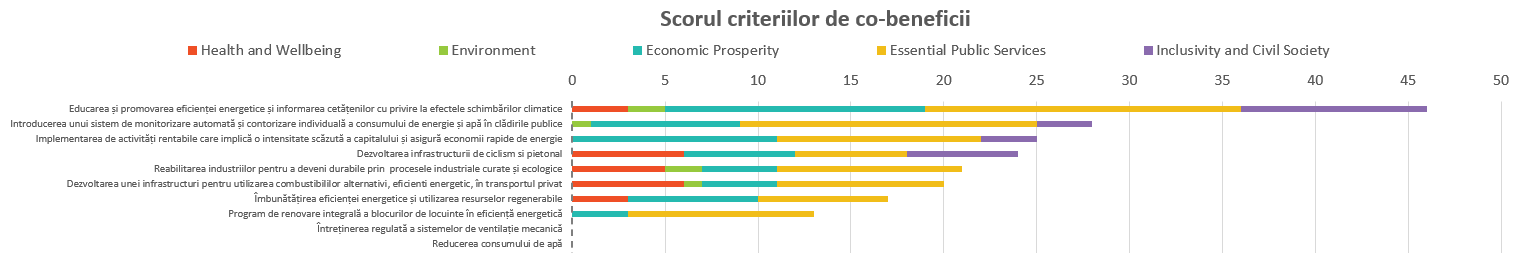 Scorul criteriilor de co-beneficii
Health and Wellbeing Environment Economic Prosperity Essential Public Services Inclusivity and Civil Society
0 5 10 15 20 25 30 35 40 45 50
Educarea și promovarea eficienței energetice și informarea cetățenilor cu privire la efectele schimbărilor climatice
Introducerea unui sistem de monitorizare automată și contorizare individuală a consumului de energie și apă în clădirile publice
Implementarea de activități rentabile care implică o intensitate scăzută a capitalului și asigură economii rapide de energie
Dezvoltarea infrastructurii de ciclism si pietonal
Reabilitarea industriilor pentru a deveni durabile prin procesele industriale curate și ecologice
Dezvoltarea unei infrastructuri pentru utilizarea combustibililor alternativi, eficienti energetic, în transportul privat
Îmbunătățirea eficienței energetice și utilizarea resurselor regenerabile
Program de renovare integrală a blocurilor de locuinte în eficiență energetică
Întreținerea regulată a sistemelor de ventilație mecanică
Reducerea consumului de apă